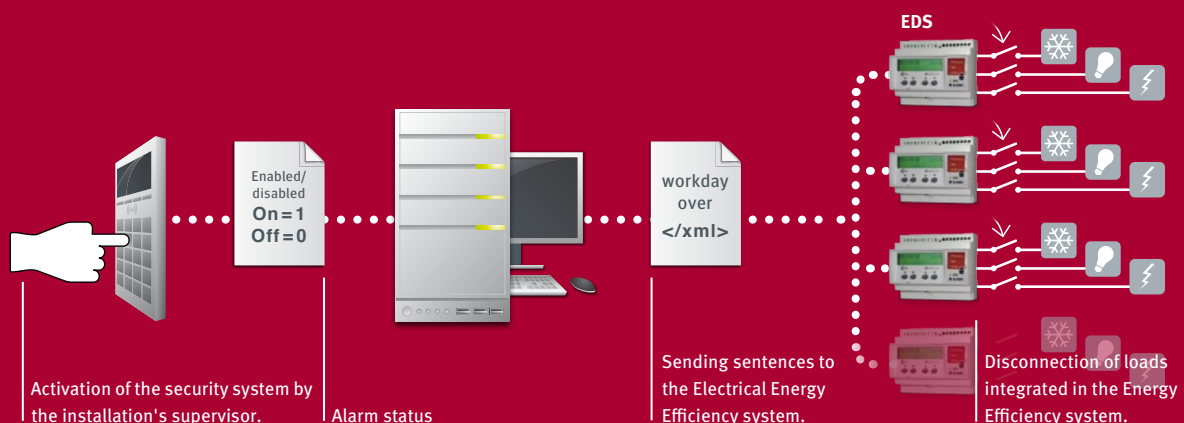 EDS
Enabled/
disabled
On=1
Off=0
workday
over
</xml>
Activation of the security system by
the installation's supervisor.
Alarm status
Sending sentences to
the Electrical Energy
Efficiency system.
Disconnection of loads
integrated in the Energy
Efficiency system.